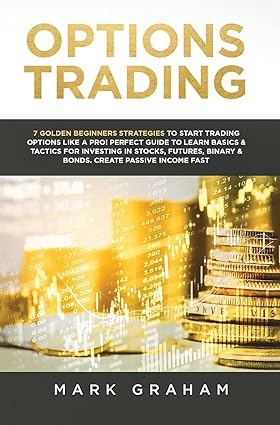 OPTIONS
TRADING
7 GOLDEN BEGINNERS STRATEGIES TO START TRADING
OPTIONS LIKE A PRO! PERFECT GUIDE TO LEARN BASICS &
TACTICS FOR INVESTING IN STOCKS, FUTURES, BINARY &
BONDS. CREATE PASSIVE INCOME FAST
MARK GRAHAM